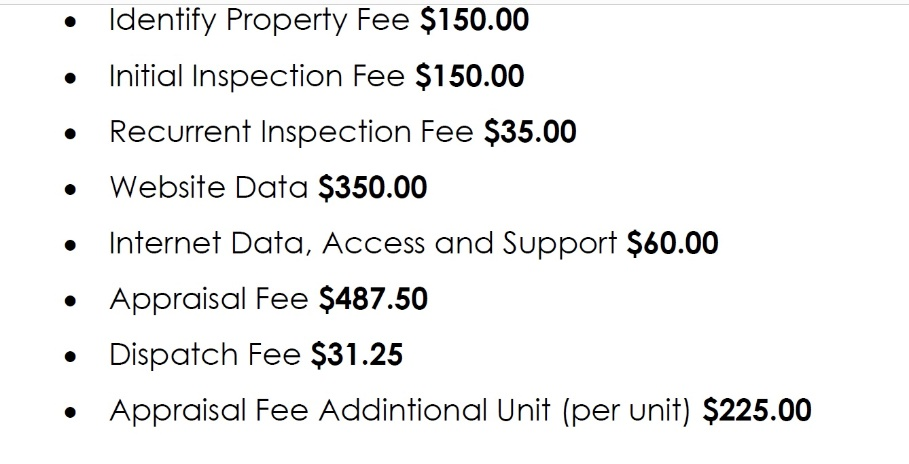 • Identify Property Fee $150.00
• Initial Inspection Fee $150.00
• Recurrent Inspection Fee $35.00
• Website Data $350.00
• Internet Data, Access and Support $60.00
• Appraisal Fee $487.50
• Dispatch Fee $31.25
• Appraisal Fee Addintional Unit (per unit) $225.00